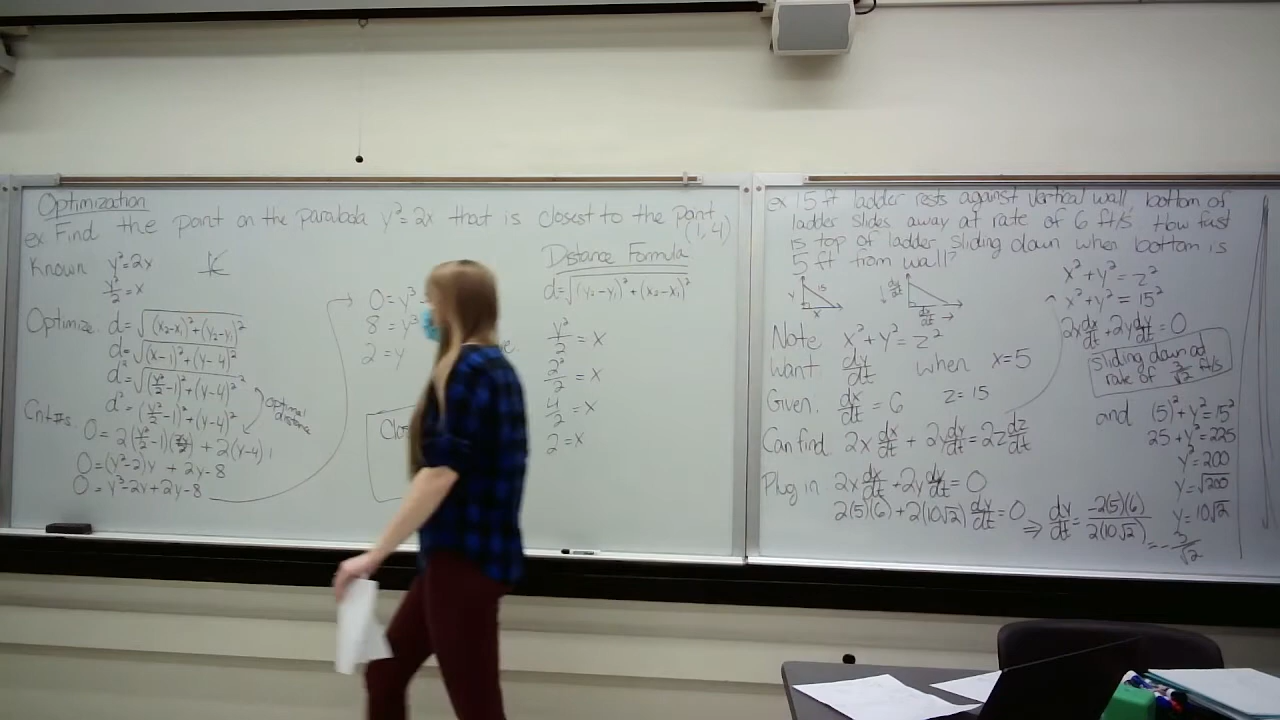 Optimization
ex. Find the point on the parabola y²=2x that is closest to the point (1,4)
Known y²=2x
y²/2 = x
Optimize: d=√((x₂-x₁)²+(y₂-y₁)²)
d=√((x-1)²+(y-4)²)
d=√((y²/2-1)²+(y-4)²)
d²=(y²/2-1)²+(y-4)²
optimal distance
Crit #s:
0=2(y²/2-1)(2y/2)+2(y-4)1
0=(y²-2)y+2y-8
0=y³-2y+2y-8
0=y³
8=y³
2=y
Clos
Distance Formula
d=√((y₂-y₁)²+(x₂-x₁)²)
y²/2 = x
2²/2 = x
4/2 = x
2=x
ex 15 ft ladder rests against vertical wall, bottom of
ladder slides away at rate of 6 ft/s. How fast
is top of ladder sliding down when bottom is
5 ft from wall?
y 15 x
dy/dt dx/dt
Note x²+y²=z²
Want: dy/dt when x=5
Given: dx/dt = 6 z=15
Can find 2x dx/dt + 2y dy/dt = 2z dz/dt
Plug in 2x dx/dt + 2y dy/dt = 0
2(5)(6)+2(10√2) dy/dt = 0 ⇒ dy/dt = -2(5)(6)/2(10√2) = -3/√2
x²+y²=z²
x²+y²=15²
2x dx/dt + 2y dy/dt = 0
sliding down at
rate of 3/√2 ft/s
and (5)²+y²=15²
25+y²=225
y²=200
y=√200
y=10√2